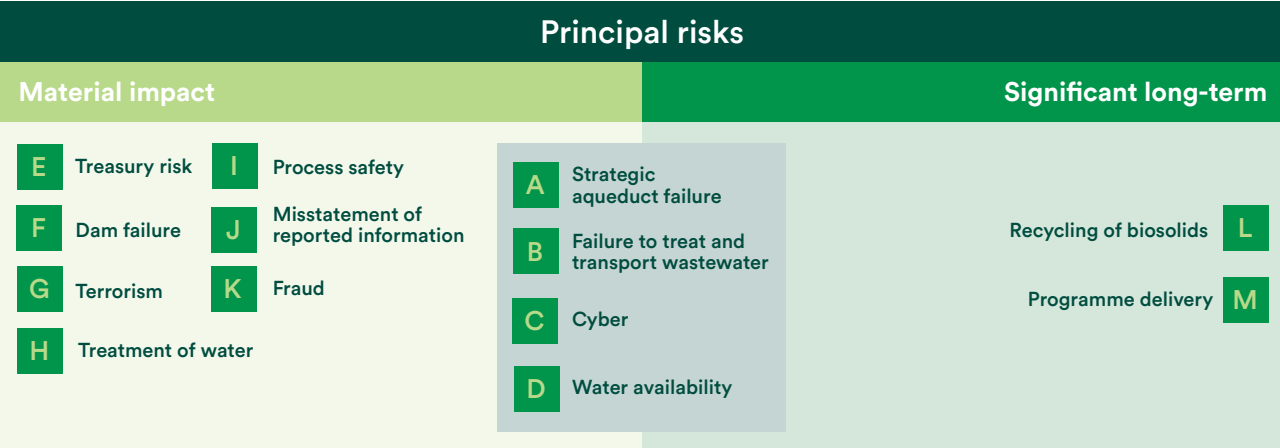 Principal risks
Material impact
Significant long-term
E Treasury risk
F Dam failure
G Terrorism
H Treatment of water
I Process safety
J Misstatement of
reported information
K Fraud
A Strategic
aqueduct failure
B Failure to treat and
transport wastewater
C Cyber
D Water availability
Recycling of biosolids L
Programme delivery M